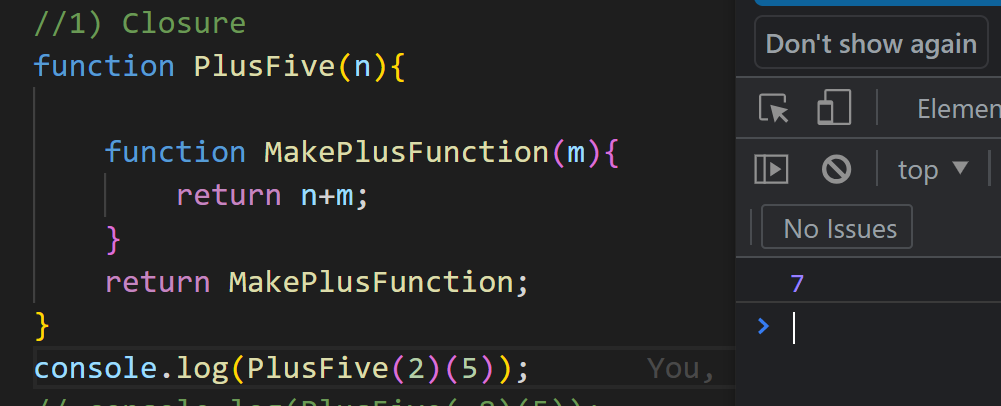 //1) Closure
function PlusFive(n){
function MakePlusFunction(m){
return n+m;
}
return MakePlusFunction;
}
console.log(PlusFive(2)(5)); You,
Don't show again
Elemen
top
No Issues
7